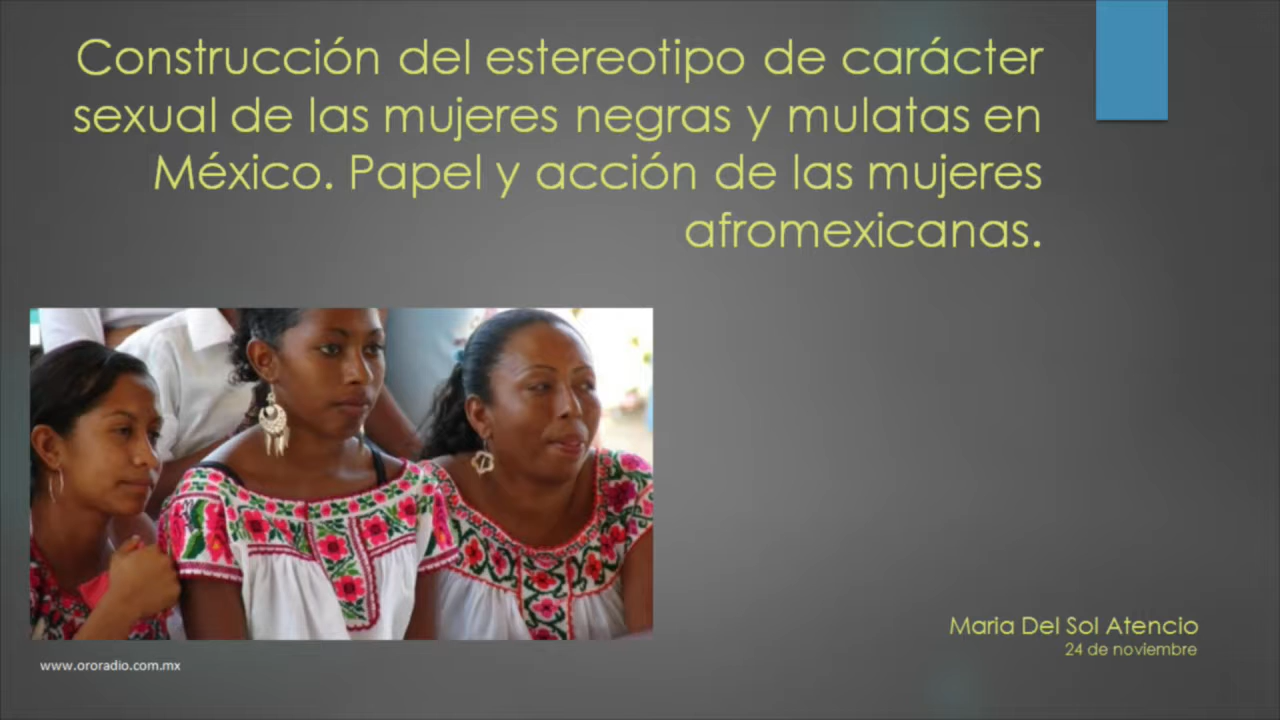 Construcción del estereotipo de carácter
sexual de las mujeres negras y mulatas en
México. Papel y acción de las mujeres
afromexicanas.
Maria Del Sol Atencio
24 de noviembre
www.ororadio.com.mx